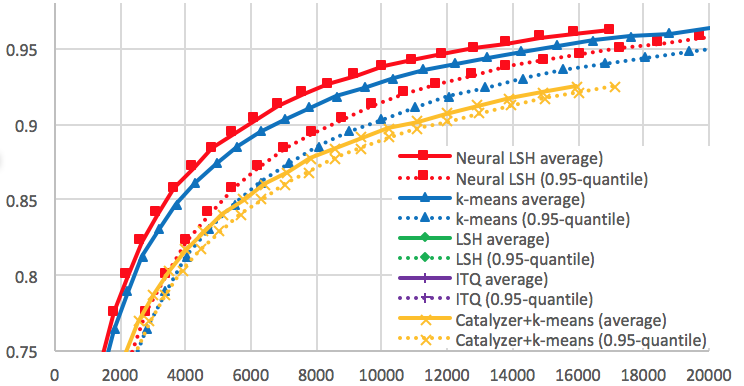 0.95
0.9
0.85
0.8
0.75
Neural LSH average)
Neural LSH (0.95-quantile)
k-means average)
k-means (0.95-quantile)
LSH average)
LSH (0.95-quantile)
ITQ average)
ITQ (0.95-quantile)
Catalyzer+k-means (average)
Catalyzer+k-means (0.95-quantile)
0 2000 4000 6000 8000 10000 12000 14000 16000 18000 20000